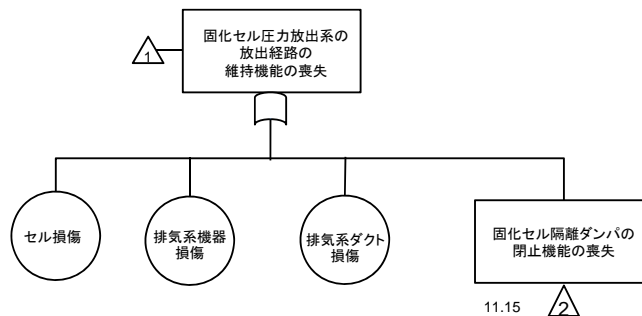 固化セル圧力放出系の
放出経路の
維持機能の喪失
1
セル損傷
排気系機器
損傷
排気系ダクト
損傷
固化セル隔離ダンパの
閉止機能の喪失
11.15
2